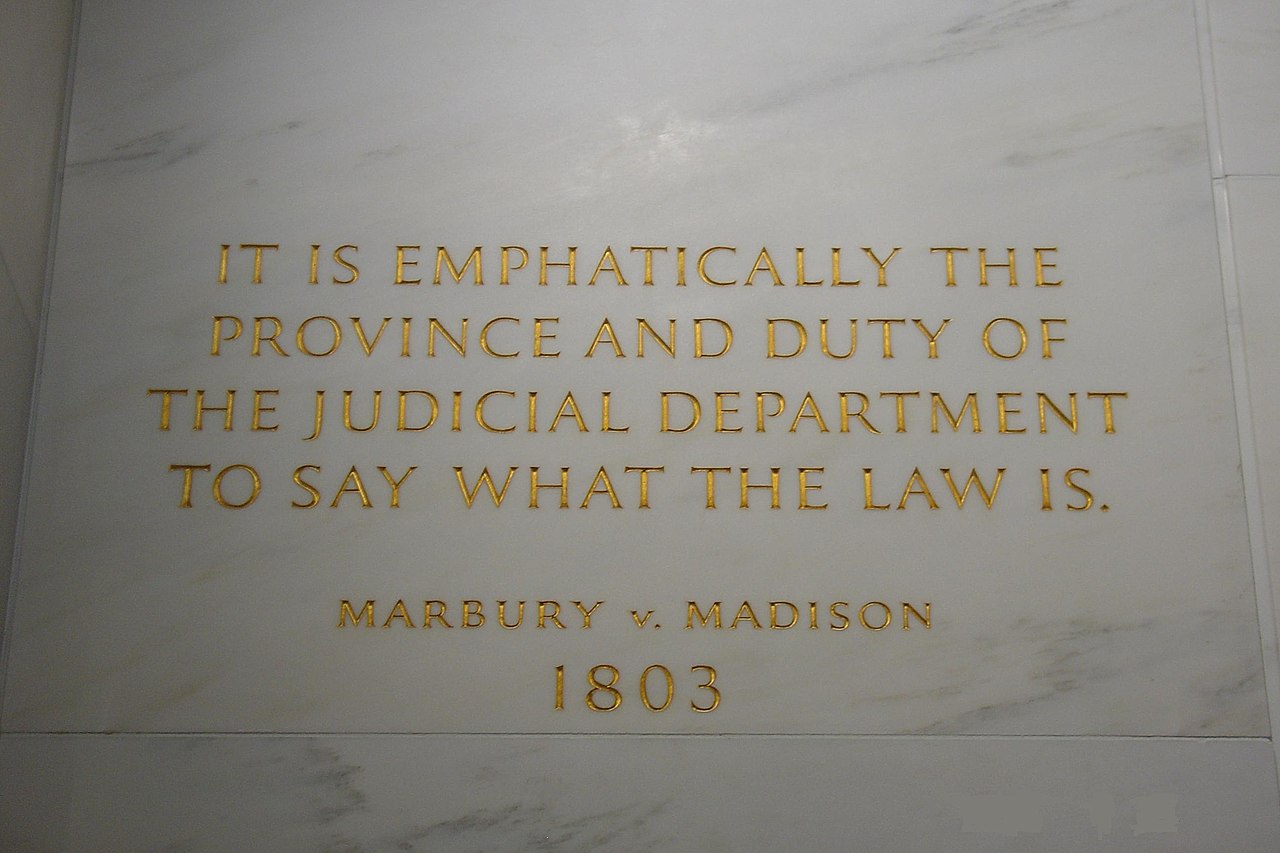 IT IS EMPHATICALLY THE
PROVINCE AND DUTY OF
THE JUDICIAL DEPARTMENT
TO SAY WHAT THE LAW IS.
MARBURY v. MADISON
1803